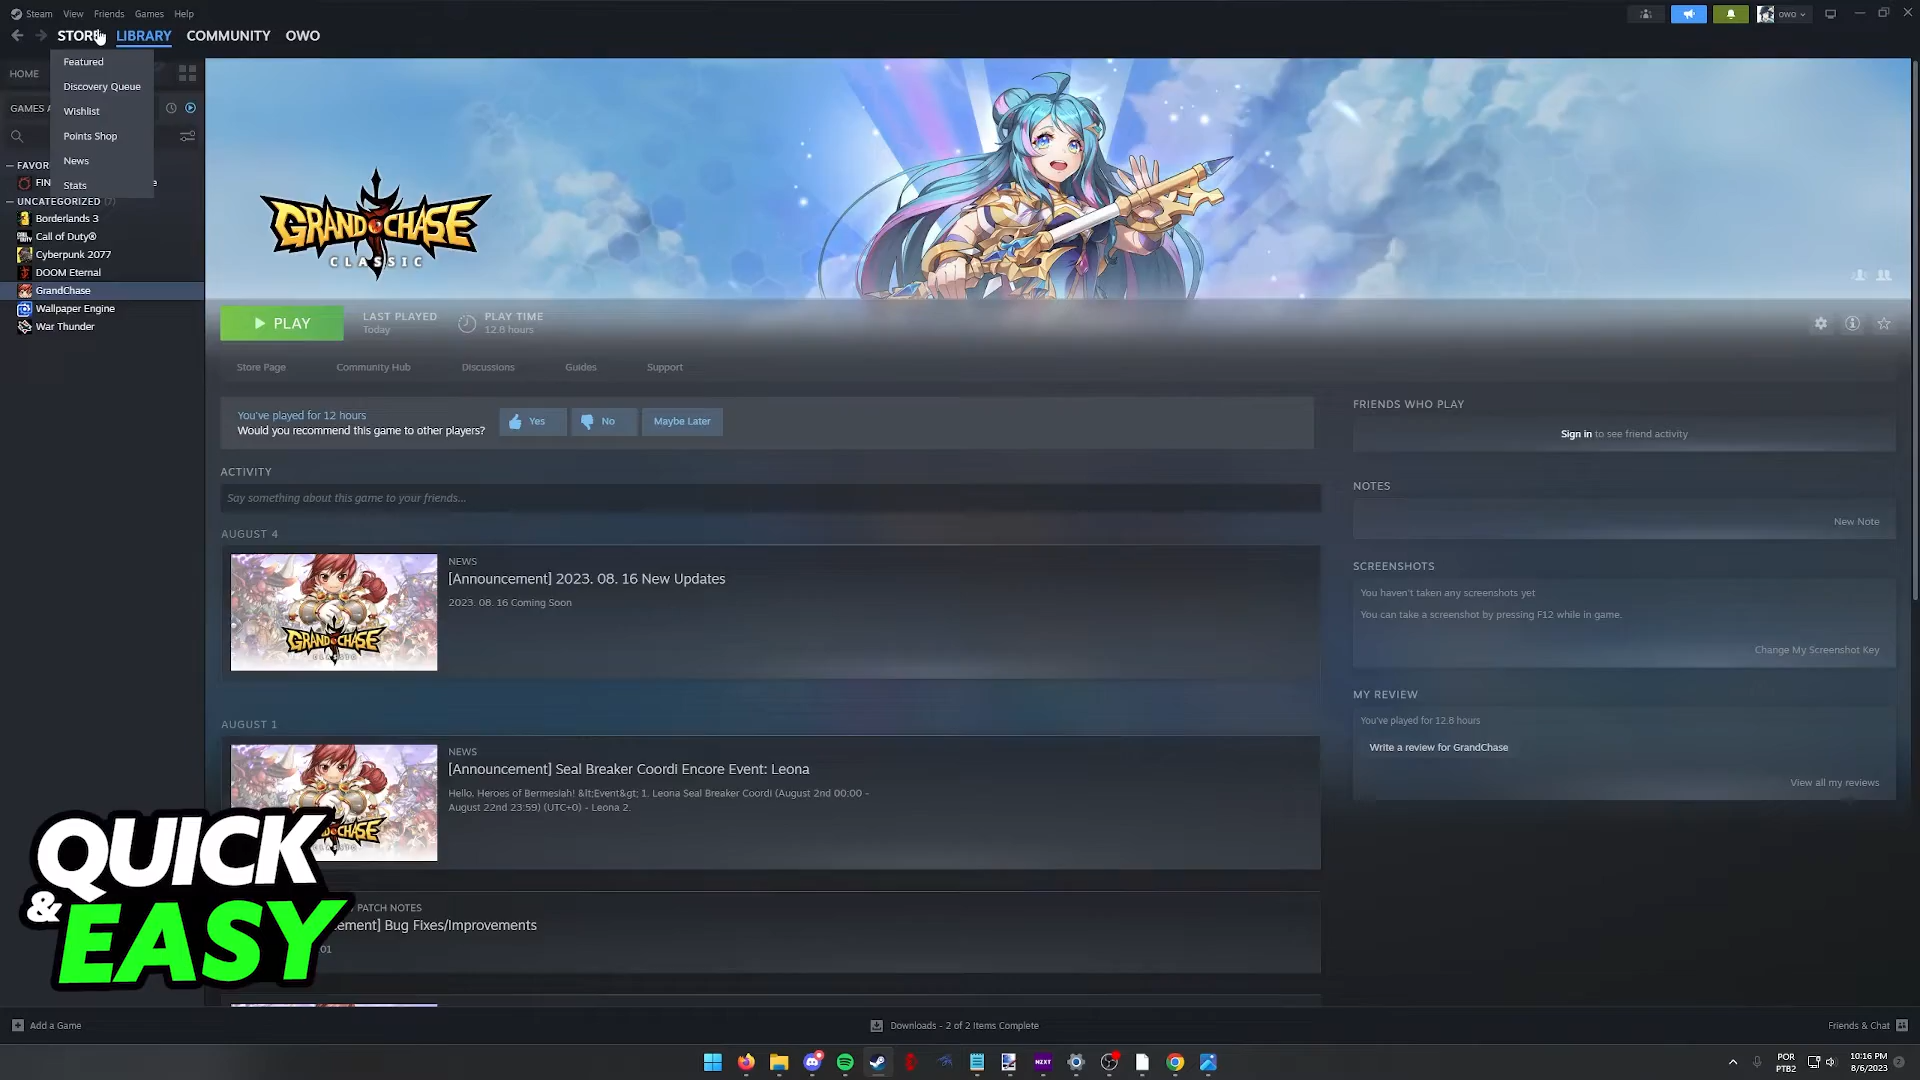 Steam View Friends Games Help
owo
STORE LIBRARY COMMUNITY OWO
Featured
Discovery Queue
Wishlist
Points Shop
News
Stats
HOME
GAMES A
FAVOR
FIN e
UNCATEGORIZED (7)
Borderlands 3
Call of Duty®
Cyberpunk 2077
DOOM Eternal
GrandChase
Wallpaper Engine
War Thunder
GRAND CHASE
CLASSIC
PLAY
LAST PLAYED
Today
PLAY TIME
12.8 hours
Store Page Community Hub Discussions Guides Support
You've played for 12 hours
Would you recommend this game to other players?
Yes No Maybe Later
ACTIVITY
Say something about this game to your friends...
AUGUST 4
GRAND CHASE
CLASSIC
NEWS
[Announcement] 2023. 08. 16 New Updates
2023. 08. 16 Coming Soon
AUGUST 1
NEWS
[Announcement] Seal Breaker Coordi Encore Event: Leona
Hello, Heroes of Bermesiah! &lt;Event&gt; 1. Leona Seal Breaker Coordi (August 2nd 00:00 -
August 22nd 23:59) (UTC+0) - Leona 2.
PATCH NOTES
ement] Bug Fixes/Improvements
01
FRIENDS WHO PLAY
Sign in to see friend activity
NOTES
New Note
SCREENSHOTS
You haven't taken any screenshots yet
You can take a screenshot by pressing F12 while in game.
Change My Screenshot Key
MY REVIEW
You've played for 12.8 hours
Write a review for GrandChase
View all my reviews
QUICK
& EASY
Add a Game
Downloads - 2 of 2 Items Complete
Friends & Chat
NZXT
POR
PTB2
10:16 PM
8/6/2023